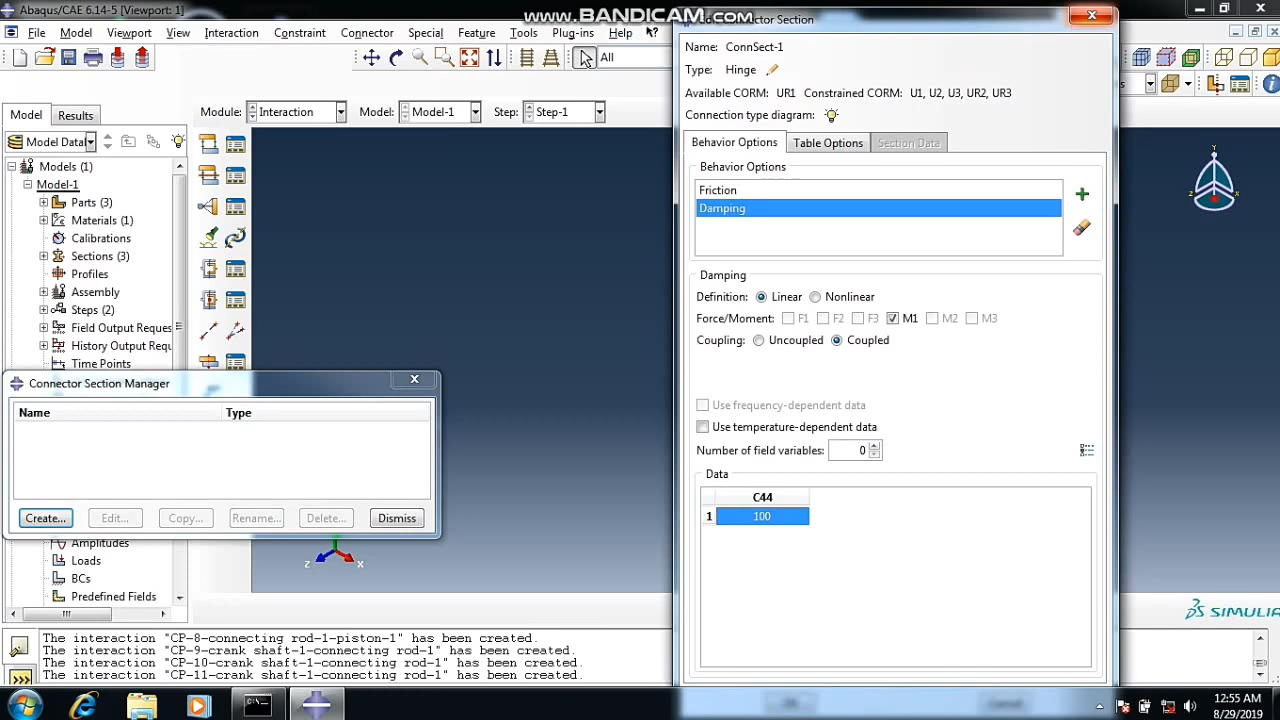 Abaqus/CAE 6.14-5 [Viewport: 1]
www.BANDICAM.com
Connector Section
File Model Viewport View Interaction Constraint Connector Special Feature Tools Plug-ins Help
All
Model Results
Module: Interaction Model: Model-1 Step: Step-1
Model Data
Models (1)
Model-1
Parts (3)
Materials (1)
Calibrations
Sections (3)
Profiles
Assembly
Steps (2)
Field Output Reques
History Output Requ
Time Points
Connector Section Manager
Name Type
Create... Edit... Copy... Rename... Delete... Dismiss
Amplitudes
Loads
BCs
Predefined Fields
z x
Name: ConnSect-1
Type: Hinge
Available CORM: UR1 Constrained CORM: U1, U2, U3, UR2, UR3
Connection type diagram:
Behavior Options Table Options Section Data
Behavior Options
Friction
Damping
Damping
Definition: Linear Nonlinear
Force/Moment: F1 F2 F3 M1 M2 M3
Coupling: Uncoupled Coupled
Use frequency-dependent data
Use temperature-dependent data
Number of field variables: 0
Data
C44
1 100
OK Cancel
Y
Z X
SIMULIA
The interaction "CP-8-connecting rod-1-piston-1" has been created.
The interaction "CP-9-crank shaft-1-connecting rod-1" has been created.
The interaction "CP-10-crank shaft-1-connecting rod-1" has been created.
The interaction "CP-11-crank shaft-1-connecting rod-1" has been created.
>>>
12:55 AM
8/29/2019